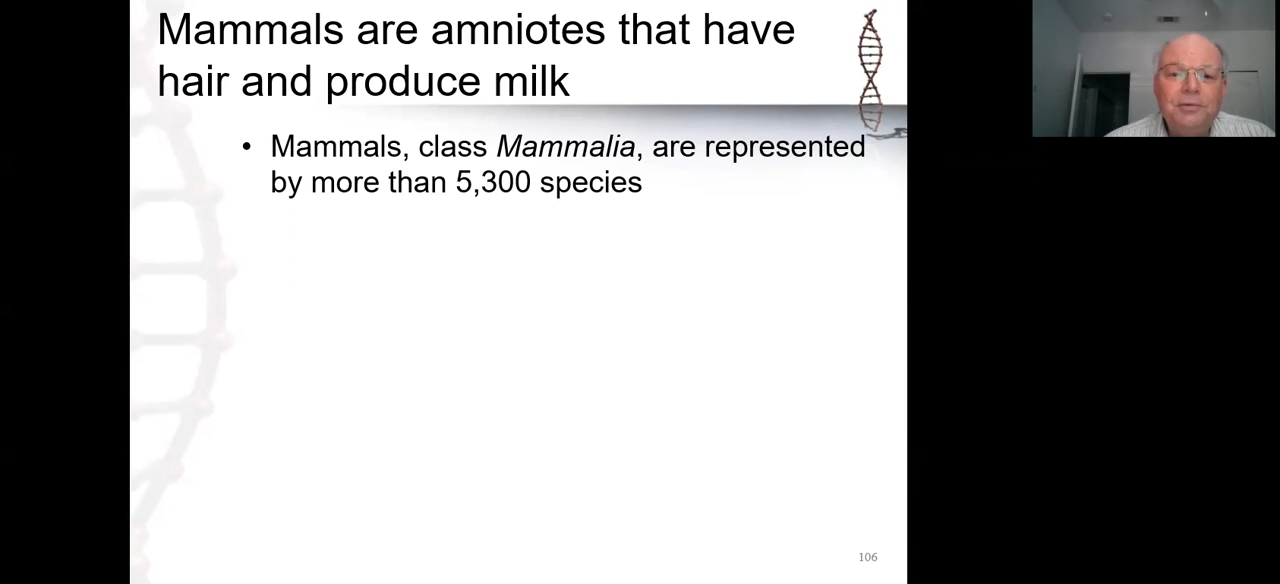 Mammals are amniotes that have
hair and produce milk
• Mammals, class Mammalia, are represented
by more than 5,300 species
106